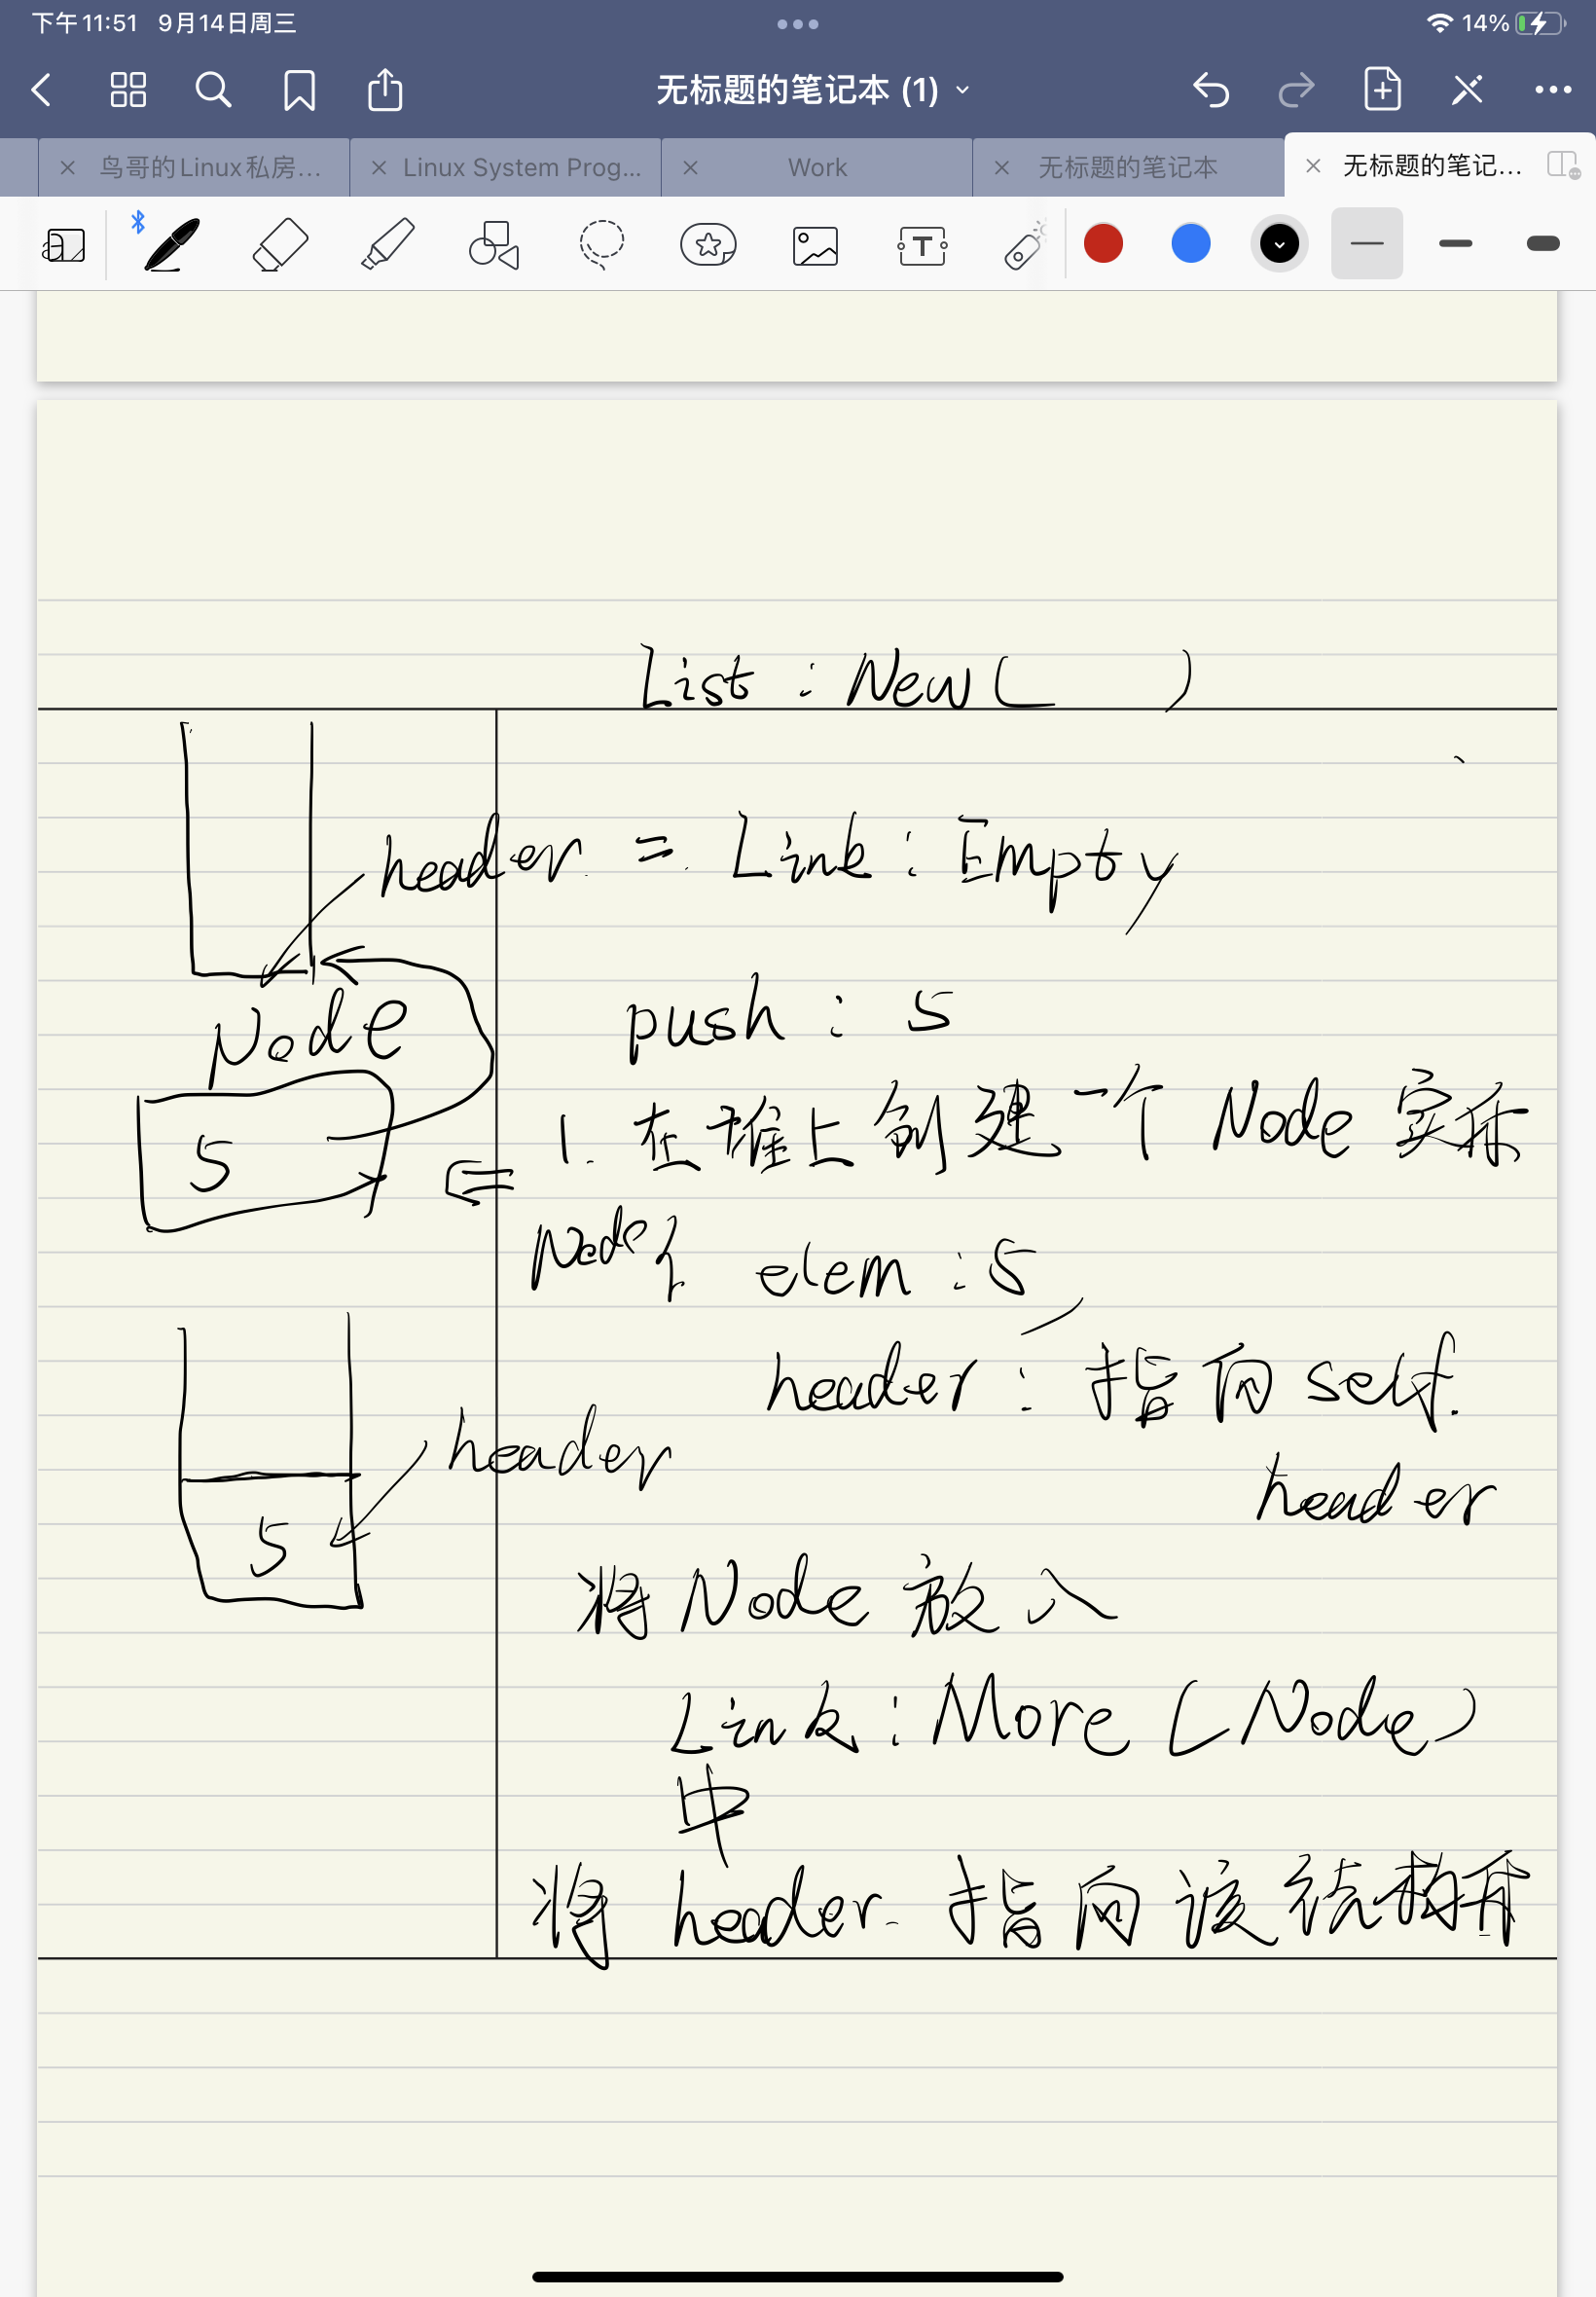 下午11:51 9月14日周三
14%
无标题的笔记本 (1)
鸟哥的Linux私房...
Linux System Prog...
Work
无标题的笔记本
无标题的笔记...
List : New( )
header = Link : Empty
Node
push : 5
5
1. 在堆上创建一个 Node 实体
Node{ elem : 5,
header : 指向 self.
header
header
5
将 Node 放入
Link : More (Node)
中
将 header 指向该结构体